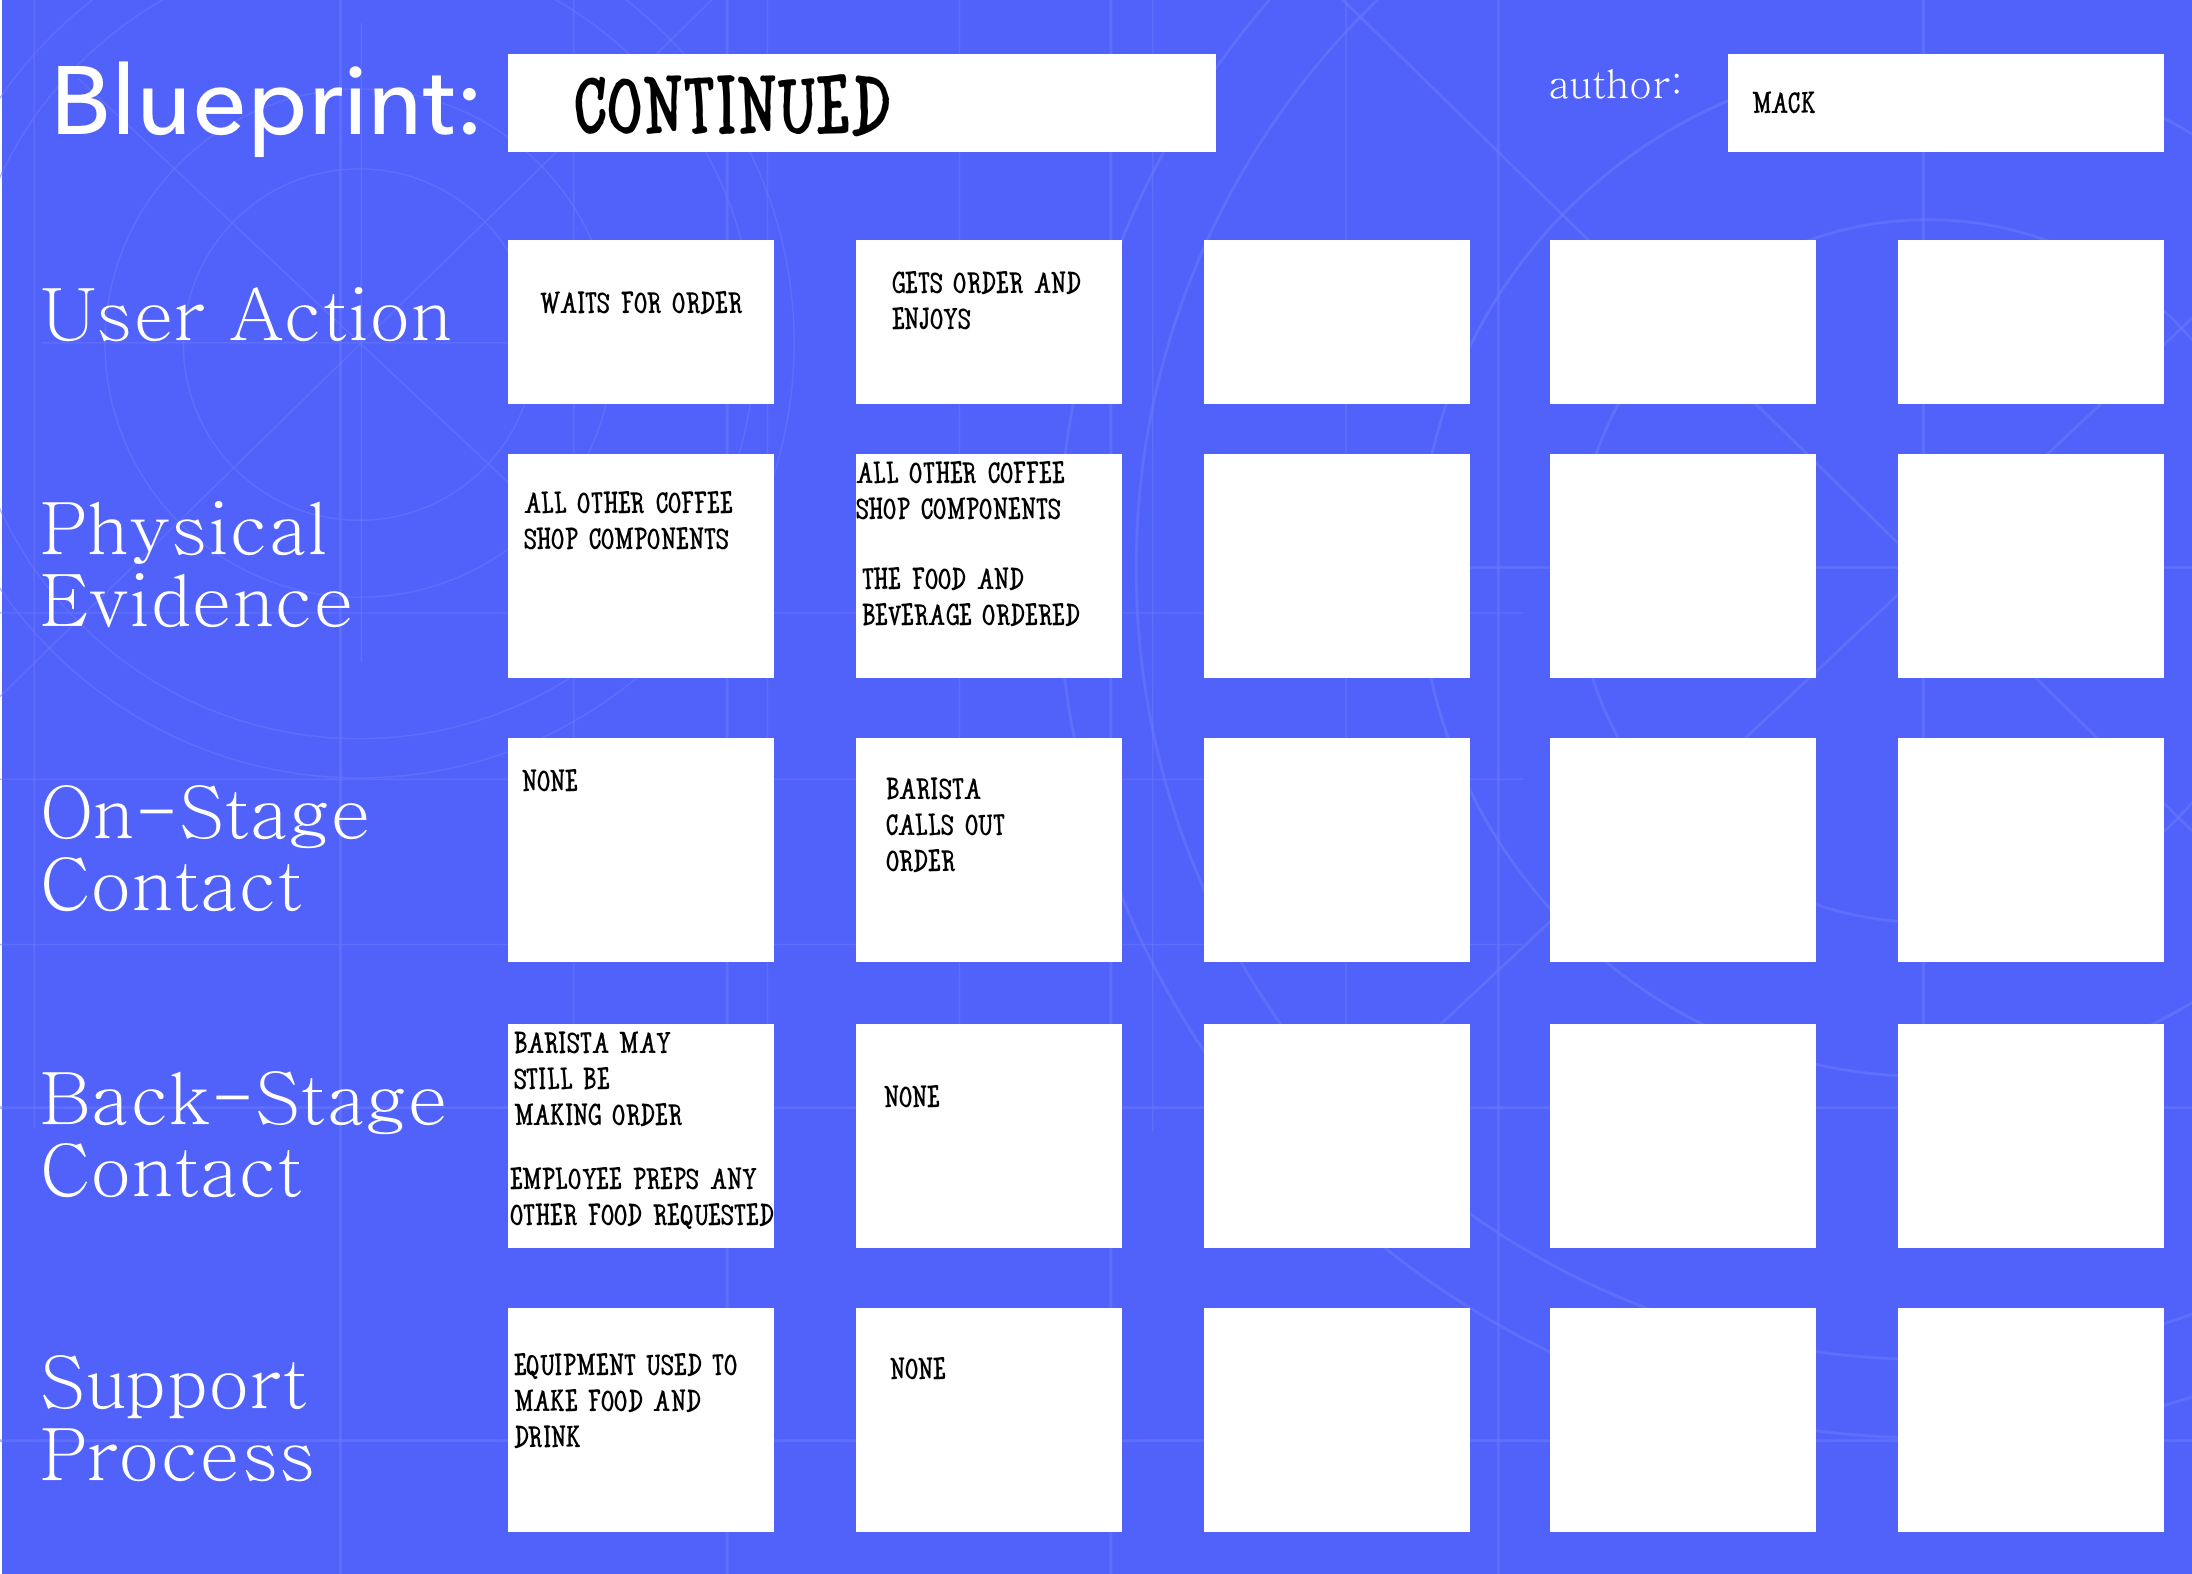 Blueprint: CONTINUED
author: MACK
User Action
WAITS FOR ORDER
GETS ORDER AND
ENJOYS
Physical
Evidence
ALL OTHER COFFEE
SHOP COMPONENTS
ALL OTHER COFFEE
SHOP COMPONENTS
THE FOOD AND
BEVERAGE ORDERED
On-Stage
Contact
NONE
BARISTA
CALLS OUT
ORDER
Back-Stage
Contact
BARISTA MAY
STILL BE
MAKING ORDER
EMPLOYEE PREPS ANY
OTHER FOOD REQUESTED
NONE
Support
Process
EQUIPMENT USED TO
MAKE FOOD AND
DRINK
NONE